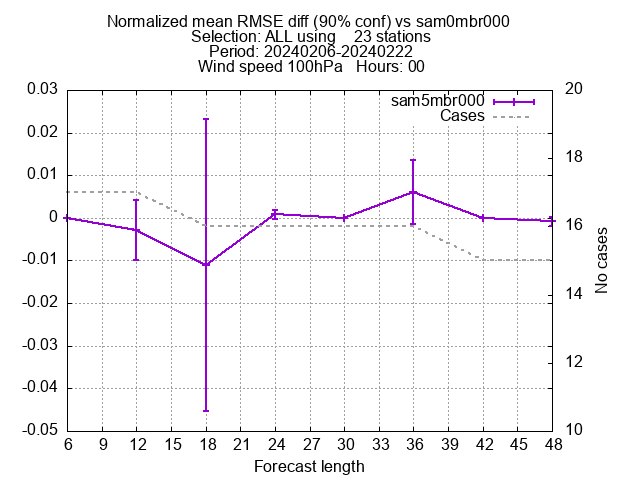 Normalized mean RMSE diff (90% conf) vs sam0mbr000
Selection: ALL using    23 stations
Period: 20240206-20240222
Wind speed 100hPa   Hours: 00
sam5mbr000
Cases
0.03
0.02
0.01
0
-0.01
-0.02
-0.03
-0.04
-0.05
20
18
16
14
12
10
No cases
6 9 12 15 18 21 24 27 30 33 36 39 42 45 48
Forecast length